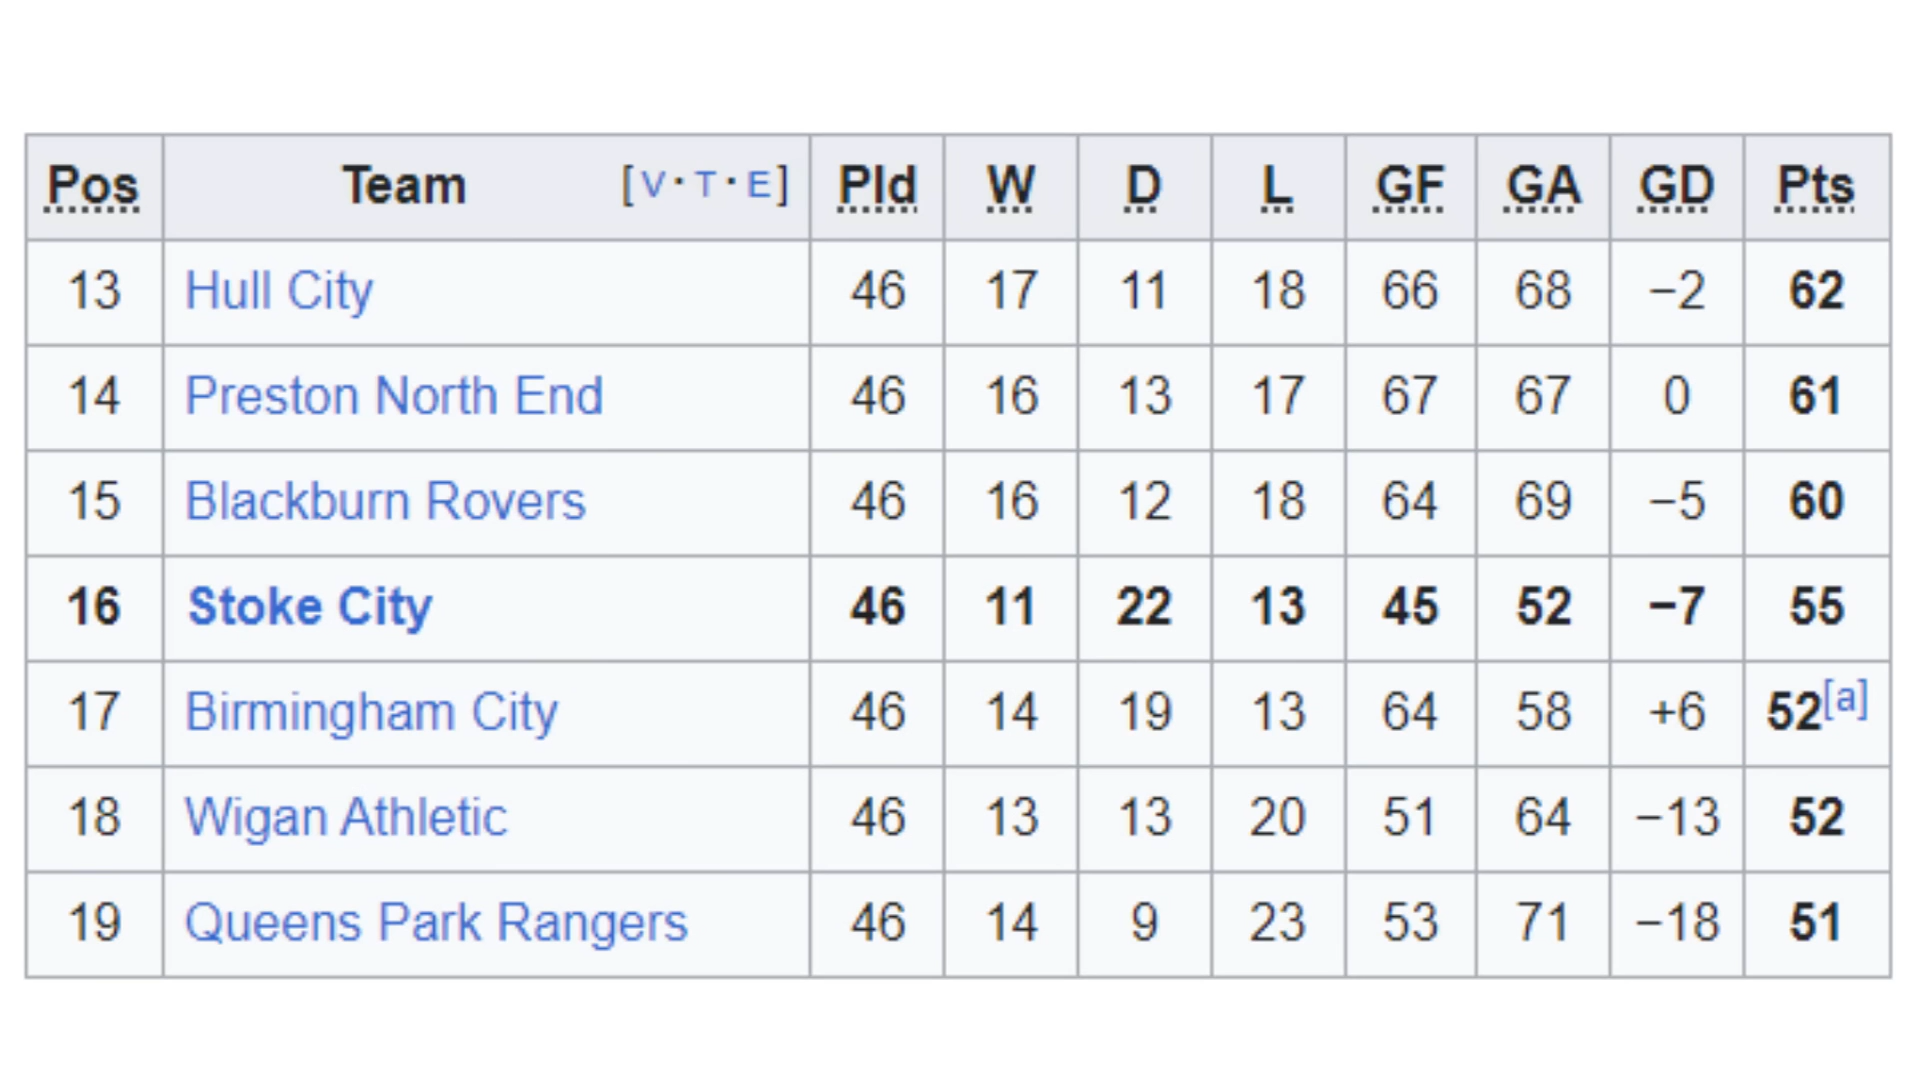 Pos Team [V·T·E] Pld W D L GF GA GD Pts
13 Hull City 46 17 11 18 66 68 −2 62
14 Preston North End 46 16 13 17 67 67 0 61
15 Blackburn Rovers 46 16 12 18 64 69 −5 60
16 Stoke City 46 11 22 13 45 52 −7 55
17 Birmingham City 46 14 19 13 64 58 +6 52[a]
18 Wigan Athletic 46 13 13 20 51 64 −13 52
19 Queens Park Rangers 46 14 9 23 53 71 −18 51